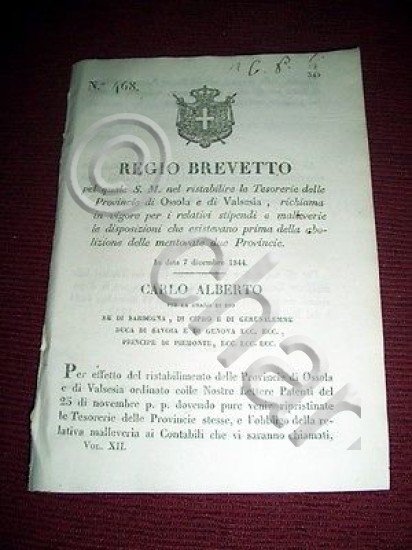 N.° 468.
REGIO BREVETTO
pel quale S. M. nel ristabilire le Tesorerie delle
Provincie di Ossola e di Valsesia, richiama
in vigore per i relativi stipendi e malleverie
le disposizioni che esistevano prima della abo-
lizione delle mentovate due Provincie.
In data 7 dicembre 1844.
CARLO ALBERTO
PER LA GRAZIA DI DIO
RE DI SARDEGNA, DI CIPRO E DI GERUSALEMME
DUCA DI SAVOIA E DI GENOVA ECC. ECC.,
PRINCIPE DI PIEMONTE, ECC. ECC. ECC.
Per effetto del ristabilimento delle Provincie di Ossola
e di Valsesia ordinato colle Nostre Lettere Patenti del
25 di novembre p. p. dovendo pure venir ripristinate
le Tesorerie delle Provincie stesse, e l'obbligo della re-
lativa malleveria ai Contabili che vi saranno chiamati,
VOL. XII.